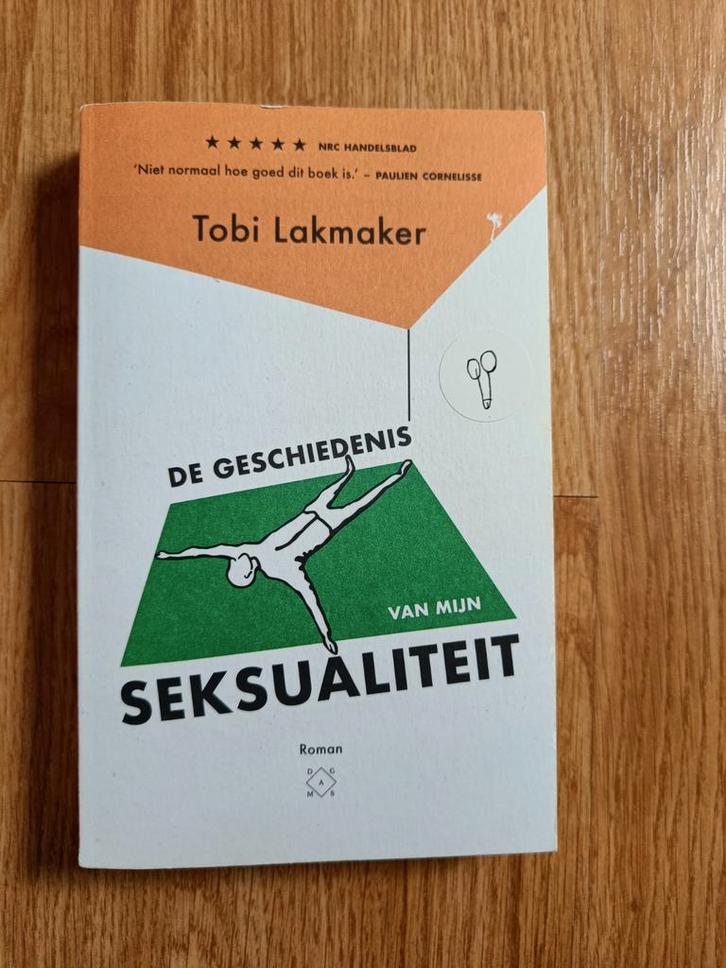 ★★★★★ NRC HANDELSBLAD
‘Niet normaal hoe goed dit boek is.’ – PAULIEN CORNELISSE
Tobi Lakmaker
DE GESCHIEDENIS
VAN MIJN
SEKSUALITEIT
Roman
D G
A
M B